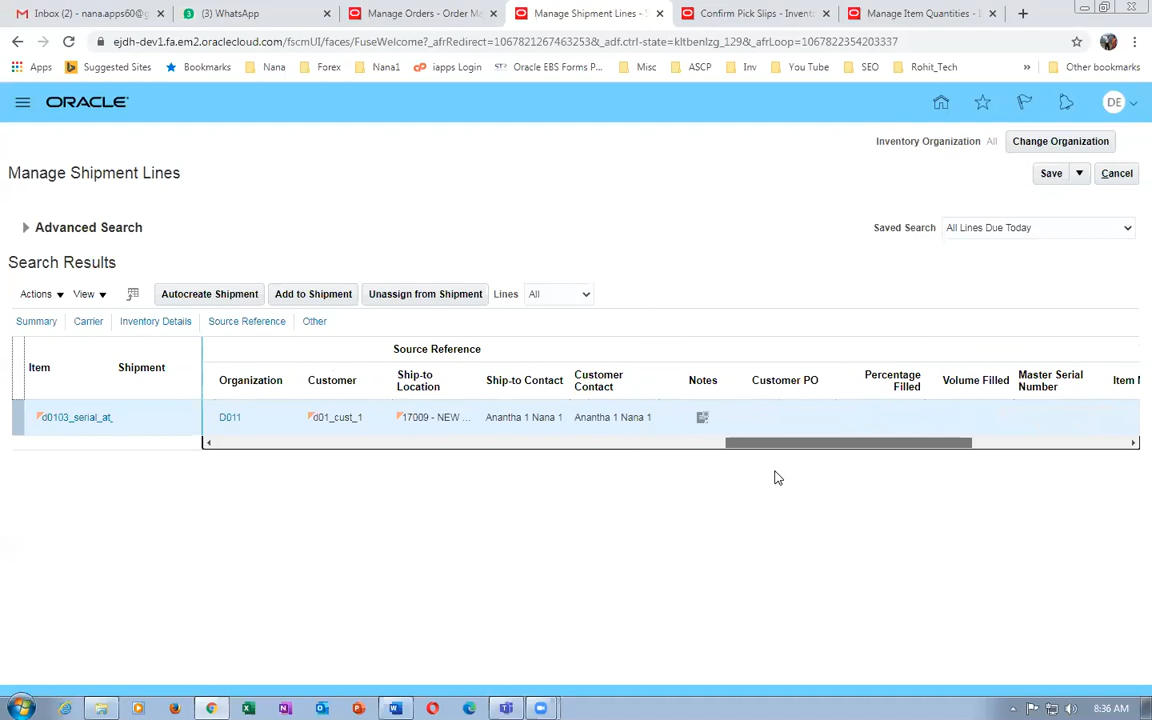 Inbox (2) - nana.apps60@g
(3) WhatsApp
Manage Orders - Order Ma
Manage Shipment Lines - S
Confirm Pick Slips - Invento
Manage Item Quantities - I
ejdh-dev1.fa.em2.oraclecloud.com/fscmUI/faces/FuseWelcome?_afrRedirect=1067821267463253&_adf.ctrl-state=kltbenlzg_129&_afrLoop=1067822354203337
Apps Suggested Sites Bookmarks Nana Forex Nana1 iapps Login Oracle EBS Forms P... Misc ASCP Inv You Tube SEO Rohit_Tech » Other bookmarks
ORACLE
DE
Inventory Organization All Change Organization
Manage Shipment Lines
Save Cancel
Advanced Search
Saved Search All Lines Due Today
Search Results
Actions View Autocreate Shipment Add to Shipment Unassign from Shipment Lines All
Summary Carrier Inventory Details Source Reference Other
Source Reference
Item Shipment Organization Customer Ship-to Location Ship-to Contact Customer Contact Notes Customer PO Percentage Filled Volume Filled Master Serial Number Item N
d0103_serial_at_ D011 d01_cust_1 17009 - NEW ... Anantha 1 Nana 1 Anantha 1 Nana 1
8:36 AM